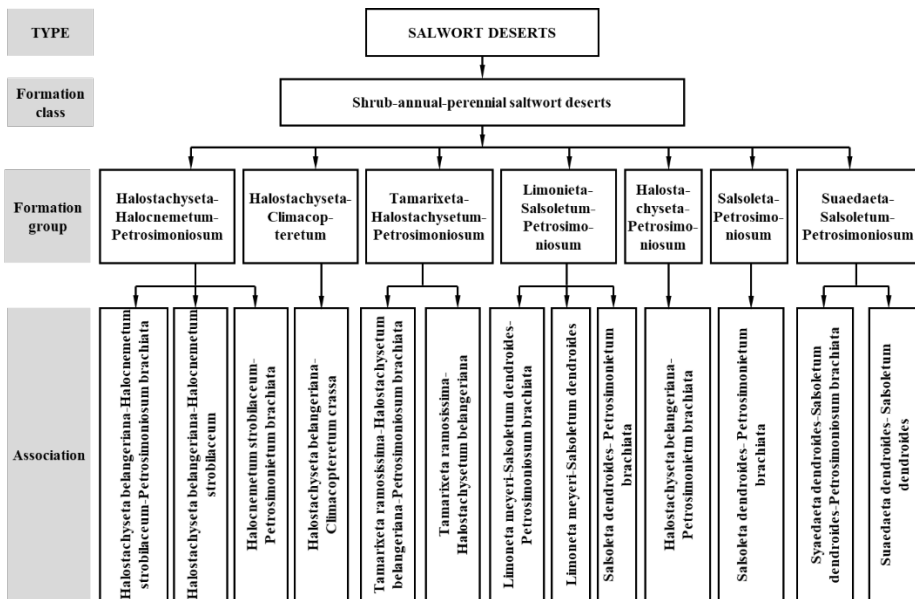 TYPE
SALWORT DESERTS
Formation
class
Shrub-annual-perennial saltwort deserts
Formation
group
Halostachyseta-
Halocnemetum-
Petrosimoniosum
Halostachyseta-
Climacop-
teretum
Tamarixeta-
Halostachysetum-
Petrosimoniosum
Limonieta-
Salsoletum-
Petrosimo-
niosum
Halosta-
chyseta-
Petrosimo-
niosum
Salsoleta-
Petrosimo-
niosum
Suaedaeta-
Salsoletum-
Petrosimoniosum
Association
Halostachyseta belangeriana-Halocnemetum
strobilaceum-Petrosimoniosum brachiata
Halostachyseta belangeriana-Halocnemetum
strobiliaceum
Halocnemetum strobilaceum-
Petrosimonietum brachiata
Halostachyseta belangeriana-
Climacopteretum crassa
Tamarixeta ramosissima-Halostachysetum
belangeriana-Petrosimoniosum brachiata
Tamarixeta ramosissima-
Halostachysetum belangeriana
Limoneta meyeri-Salsoletum dendroides-
Petrosimoniosum brachiata
Limoneta meyeri-Salsoletum dendroides
Salsoleta dendroides- Petrosimonietum
brachiata
Halostachyseta belangeriana-
Petrosimonietm brachiata
Salsoleta dendroides- Petrosimonietum
brachiata
Syaedaeta dendroides-Salsoletum
dendroides-Petrosimoniosum brachiata
Suaedaeta dendroides- Salsoletum
dendroides